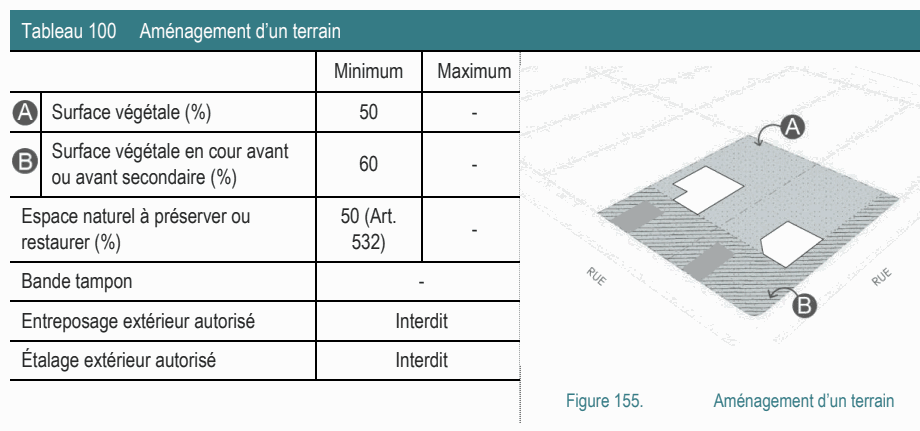 Tableau 100 Aménagement d'un terrain
Minimum Maximum
A Surface végétale (%) 50 -
B Surface végétale en cour avant
ou avant secondaire (%) 60 -
Espace naturel à préserver ou
restaurer (%) 50 (Art.
532) -
Bande tampon -
Entreposage extérieur autorisé Interdit
Étalage extérieur autorisé Interdit
A
RUE
B
RUE
Figure 155. Aménagement d'un terrain